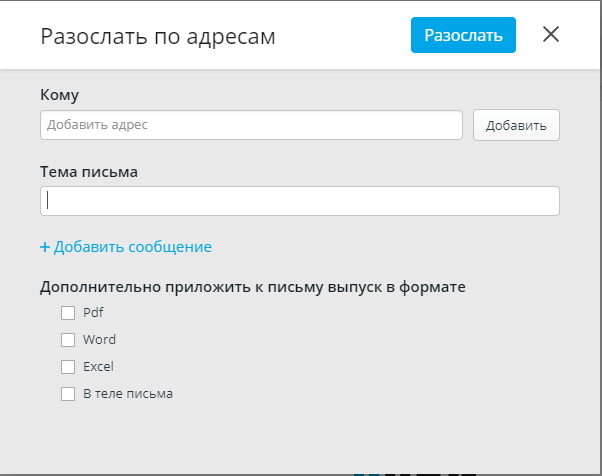 Разослать по адресам
Разослать
Кому
Добавить адрес
Добавить
Тема письма
+ Добавить сообщение
Дополнительно приложить к письму выпуск в формате
Pdf
Word
Excel
В теле письма